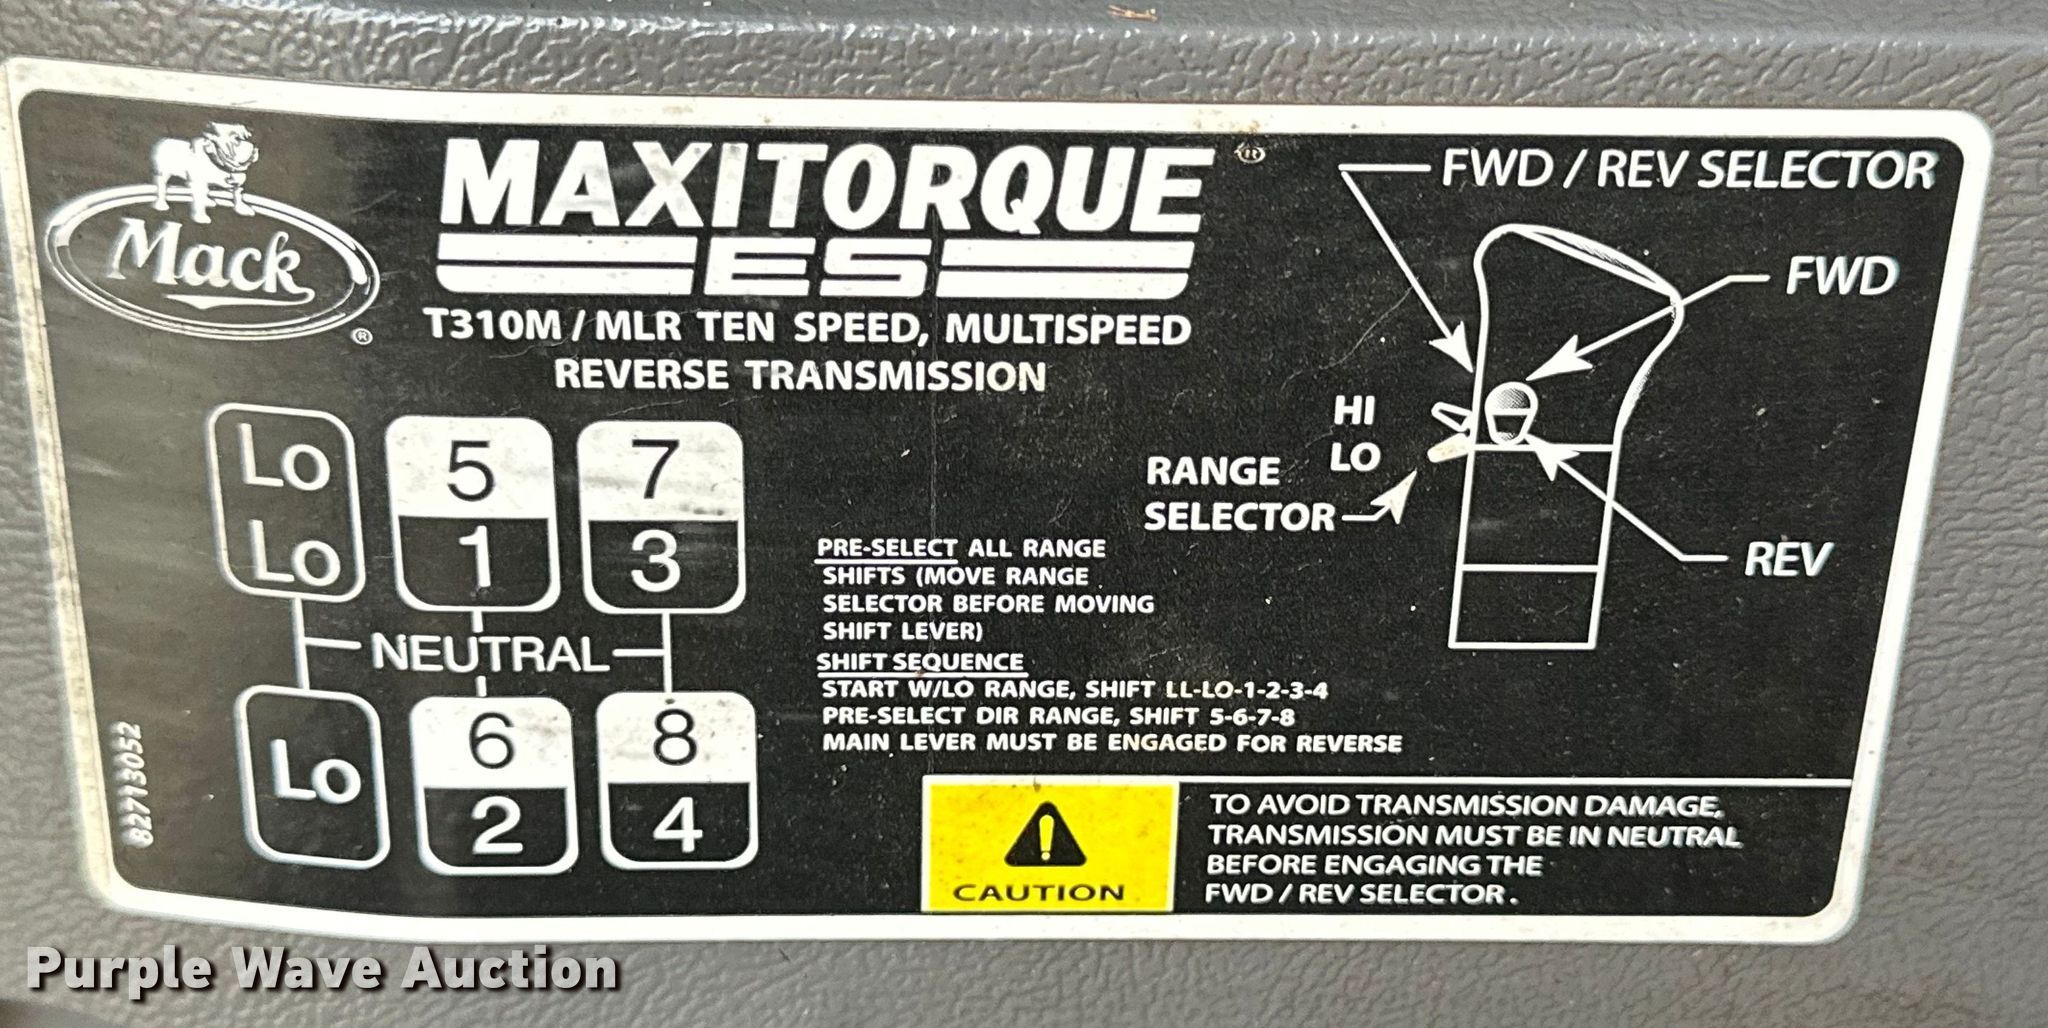 Mack
®
MAXITORQUE®
ES
T310M / MLR TEN SPEED, MULTISPEED
REVERSE TRANSMISSION
Lo
Lo
5
1
7
3
NEUTRAL
Lo
6
2
8
4
82713052
FWD / REV SELECTOR
FWD
HI
LO
RANGE
SELECTOR
REV
PRE-SELECT ALL RANGE
SHIFTS (MOVE RANGE
SELECTOR BEFORE MOVING
SHIFT LEVER)
SHIFT SEQUENCE
START W/LO RANGE, SHIFT LL-LO-1-2-3-4
PRE-SELECT DIR RANGE, SHIFT 5-6-7-8
MAIN LEVER MUST BE ENGAGED FOR REVERSE
CAUTION
TO AVOID TRANSMISSION DAMAGE,
TRANSMISSION MUST BE IN NEUTRAL
BEFORE ENGAGING THE
FWD / REV SELECTOR.
Purple Wave Auction